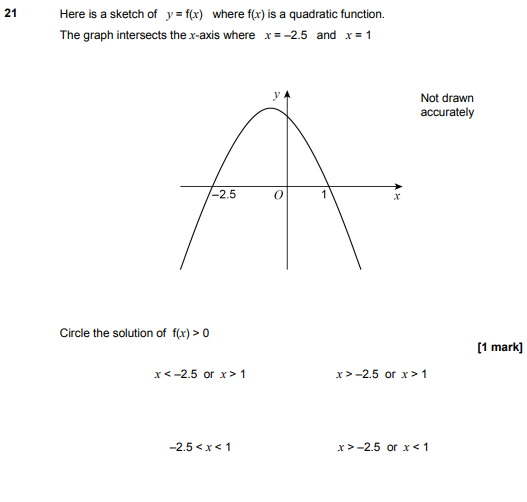 21 Here is a sketch of y = f(x) where f(x) is a quadratic function.
The graph intersects the x-axis where x = –2.5 and x = 1
y
Not drawn
accurately
–2.5 O 1 x
Circle the solution of f(x) > 0
[1 mark]
x < –2.5 or x > 1 x > –2.5 or x > 1
–2.5 < x < 1 x > –2.5 or x < 1